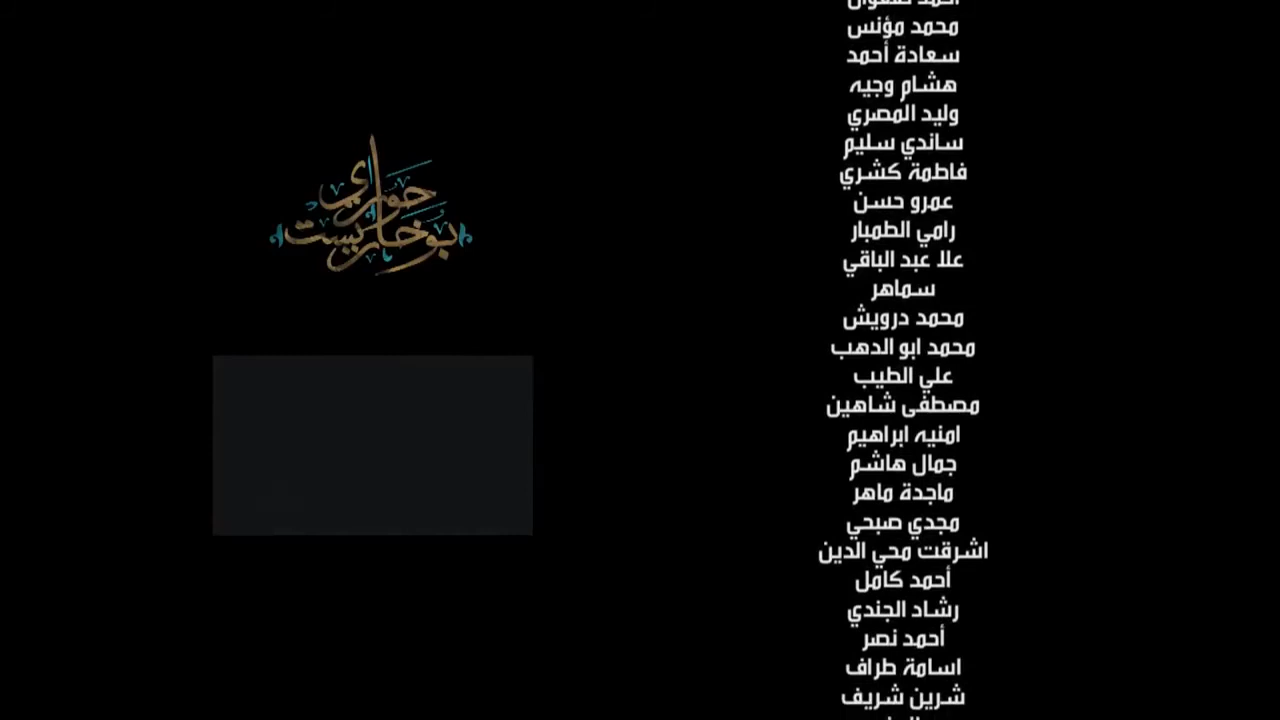 حواري
بوخاريست
محمد مؤنس
سعادة أحمد
هشام وجيه
وليد المصري
ساندي سليم
فاطمة كشري
عمرو حسن
رامي الطمبار
علا عبد الباقي
سماهر
محمد درويش
محمد ابو الدهب
علي الطيب
مصطفى شاهين
امنيه ابراهيم
جمال هاشم
ماجدة ماهر
مجدي صبحي
اشرقت محي الدين
أحمد كامل
رشاد الجندي
أحمد نصر
اسامة طراف
شرين شريف